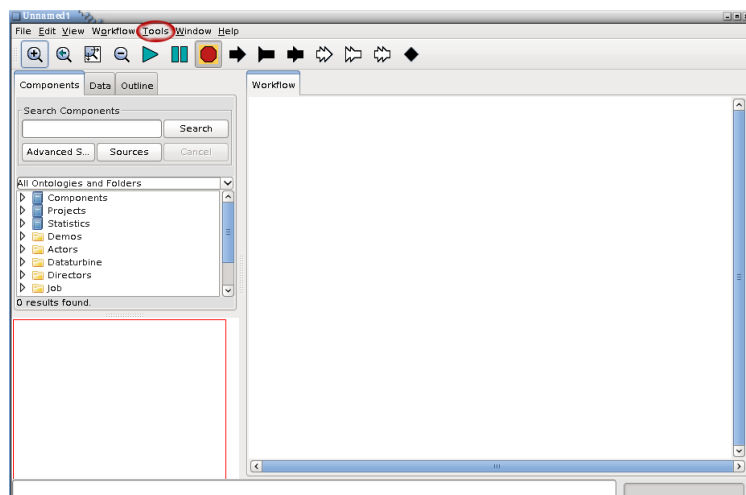 Unnamed1
File Edit View Workflow Tools Window Help
Components Data Outline
Workflow
Search Components
Search
Advanced S... Sources Cancel
All Ontologies and Folders
Components
Projects
Statistics
Demos
Actors
Dataturbine
Directors
Job
0 results found.